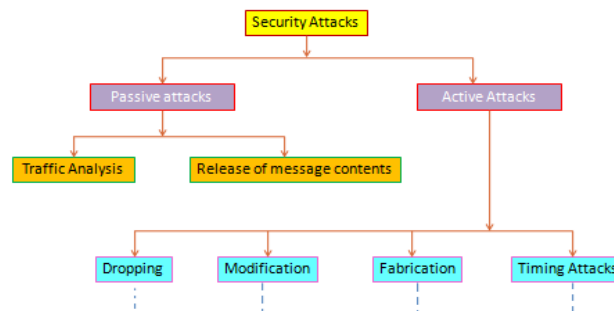 Security Attacks
Passive attacks
Active Attacks
Traffic Analysis
Release of message contents
Dropping
Modification
Fabrication
Timing Attacks